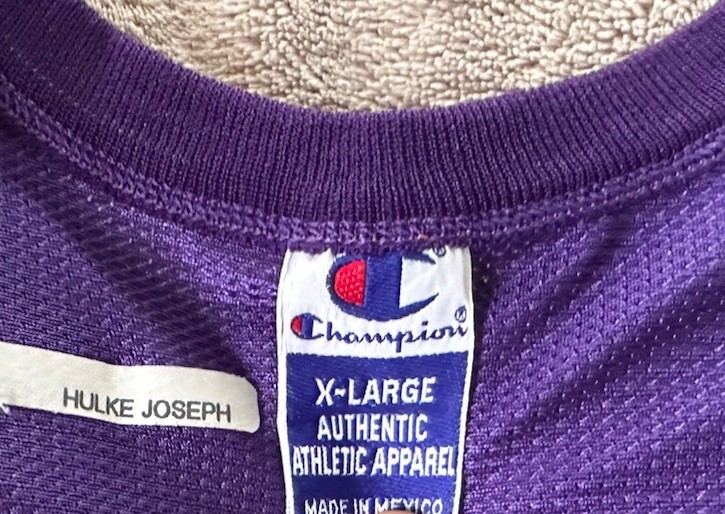 Champion®
X-LARGE
AUTHENTIC
ATHLETIC APPAREL
MADE IN MEXICO
HULKE JOSEPH